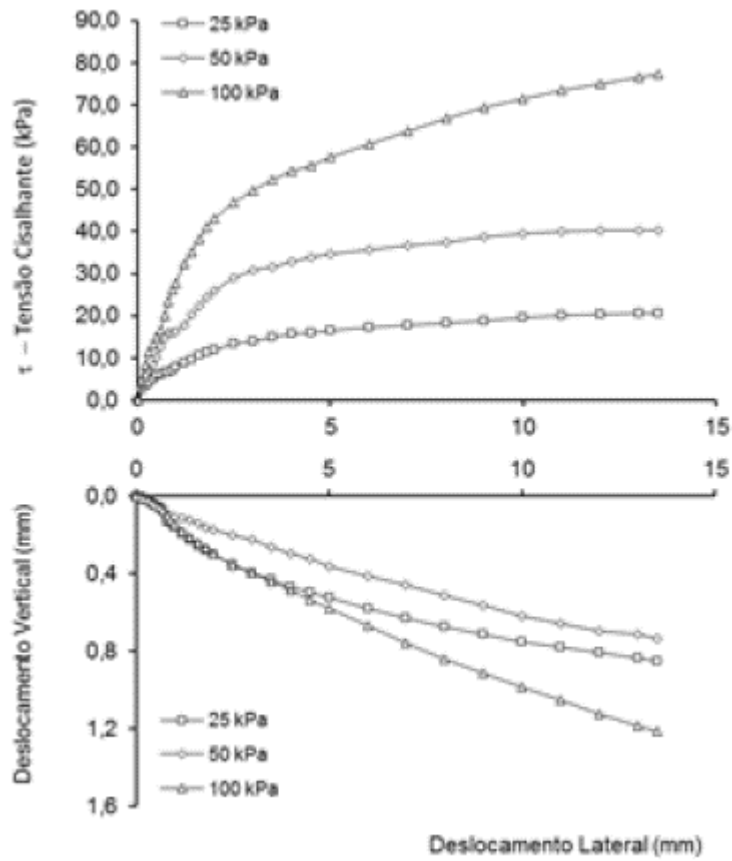 τ – Tensão Cisalhante (kPa)
90,0
80,0
70,0
60,0
50,0
40,0
30,0
20,0
10,0
0,0
25 kPa
50 kPa
100 kPa
0
5
10
15
0
5
10
15
Deslocamento Vertical (mm)
0,0
0,4
0,8
1,2
1,6
25 kPa
50 kPa
100 kPa
Deslocamento Lateral (mm)